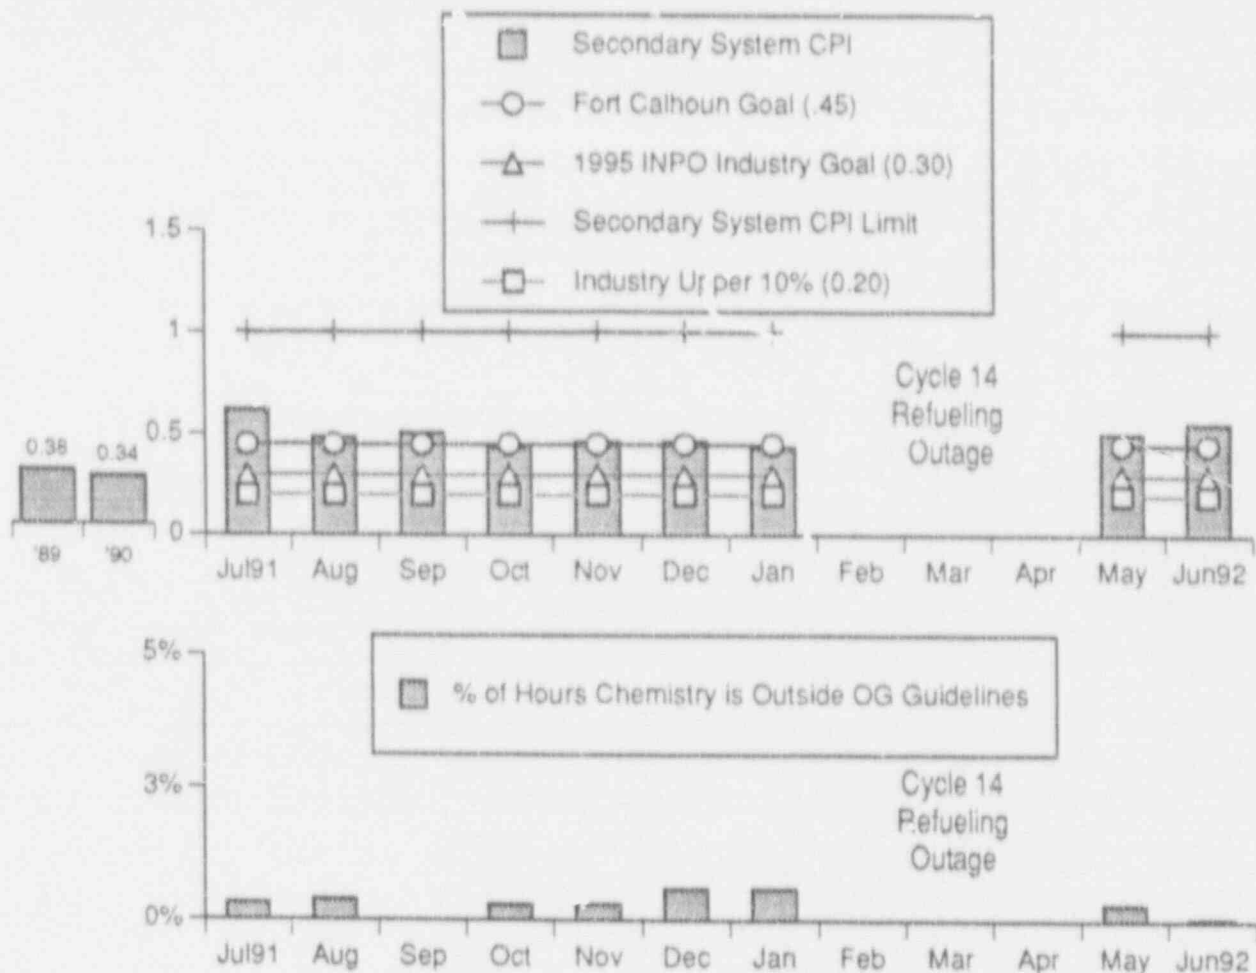 Secondary System CPI
Fort Calhoun Goal (.45)
1995 INPO Industry Goal (0.30)
Secondary System CPI Limit
Industry Upper 10% (0.20)
1.5
1
0.5
0
0.38
0.34
'89
'90
Cycle 14
Refueling
Outage
Jul91 Aug Sep Oct Nov Dec Jan Feb Mar Apr May Jun92
5%
3%
0%
% of Hours Chemistry is Outside OG Guidelines
Cycle 14
Refueling
Outage
Jul91 Aug Sep Oct Nov Dec Jan Feb Mar Apr May Jun92